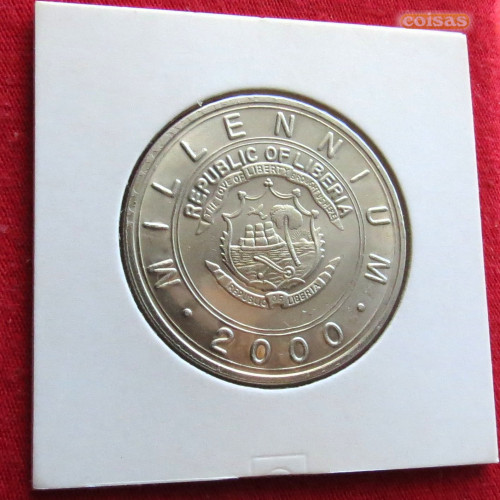 coisas
MILLENNIUM
REPUBLIC OF LIBERIA
THE LOVE OF LIBERTY BROUGHT US HERE
REPUBLIC OF LIBERIA
· 2000 ·